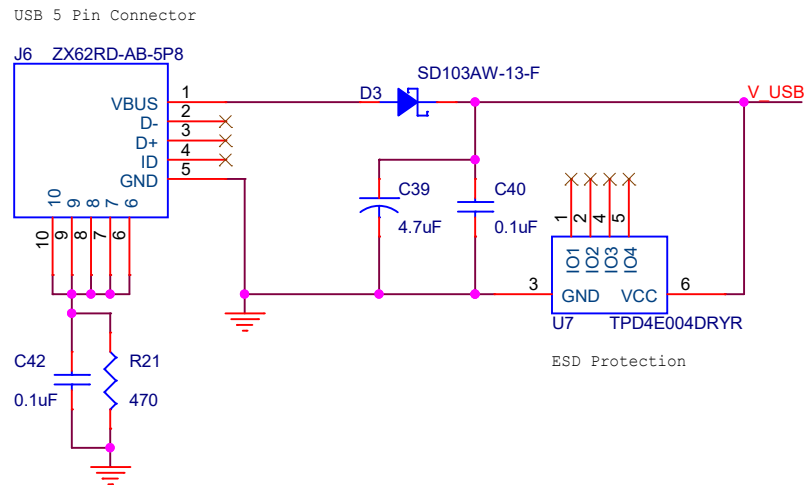 USB 5 Pin Connector
J6 ZX62RD-AB-5P8
SD103AW-13-F
D3
V_USB
VBUS 1
D- 2
D+ 3
ID 4
GND 5
10 9 8 7 6
10 9 8 7 6
C39
4.7uF
C40
0.1uF
1 2 4 5
IO1 IO2 IO3 IO4
3 GND VCC 6
U7 TPD4E004DRYR
ESD Protection
C42
0.1uF
R21
470